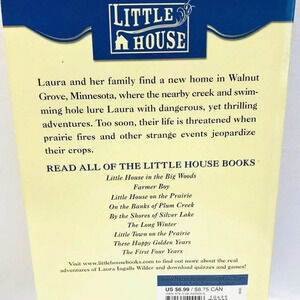 LITTLE
HOUSE
Laura and her family find a new home in Walnut
Grove, Minnesota, where the nearby creek and swim-
ming hole lure Laura with dangerous, yet thrilling
adventures. Too soon, their life is threatened when
prairie fires and other strange events jeopardize
their crops.
READ ALL OF THE LITTLE HOUSE BOOKS
Little House in the Big Woods
Farmer Boy
Little House on the Prairie
On the Banks of Plum Creek
By the Shores of Silver Lake
The Long Winter
Little Town on the Prairie
These Happy Golden Years
The First Four Years
Visit www.littlehousebooks.com to find out more about the real
adventures of Laura Ingalls Wilder and download quizzes and games!
US $6.99 / $8.75 CAN